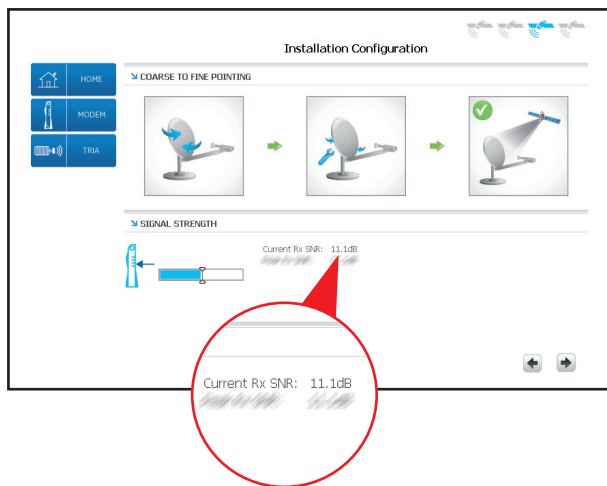 Installation Configuration
HOME
MODEM
TRIA
COARSE TO FINE POINTING
SIGNAL STRENGTH
Current Rx SNR: 11.1dB
Current Rx SNR: 11.1dB